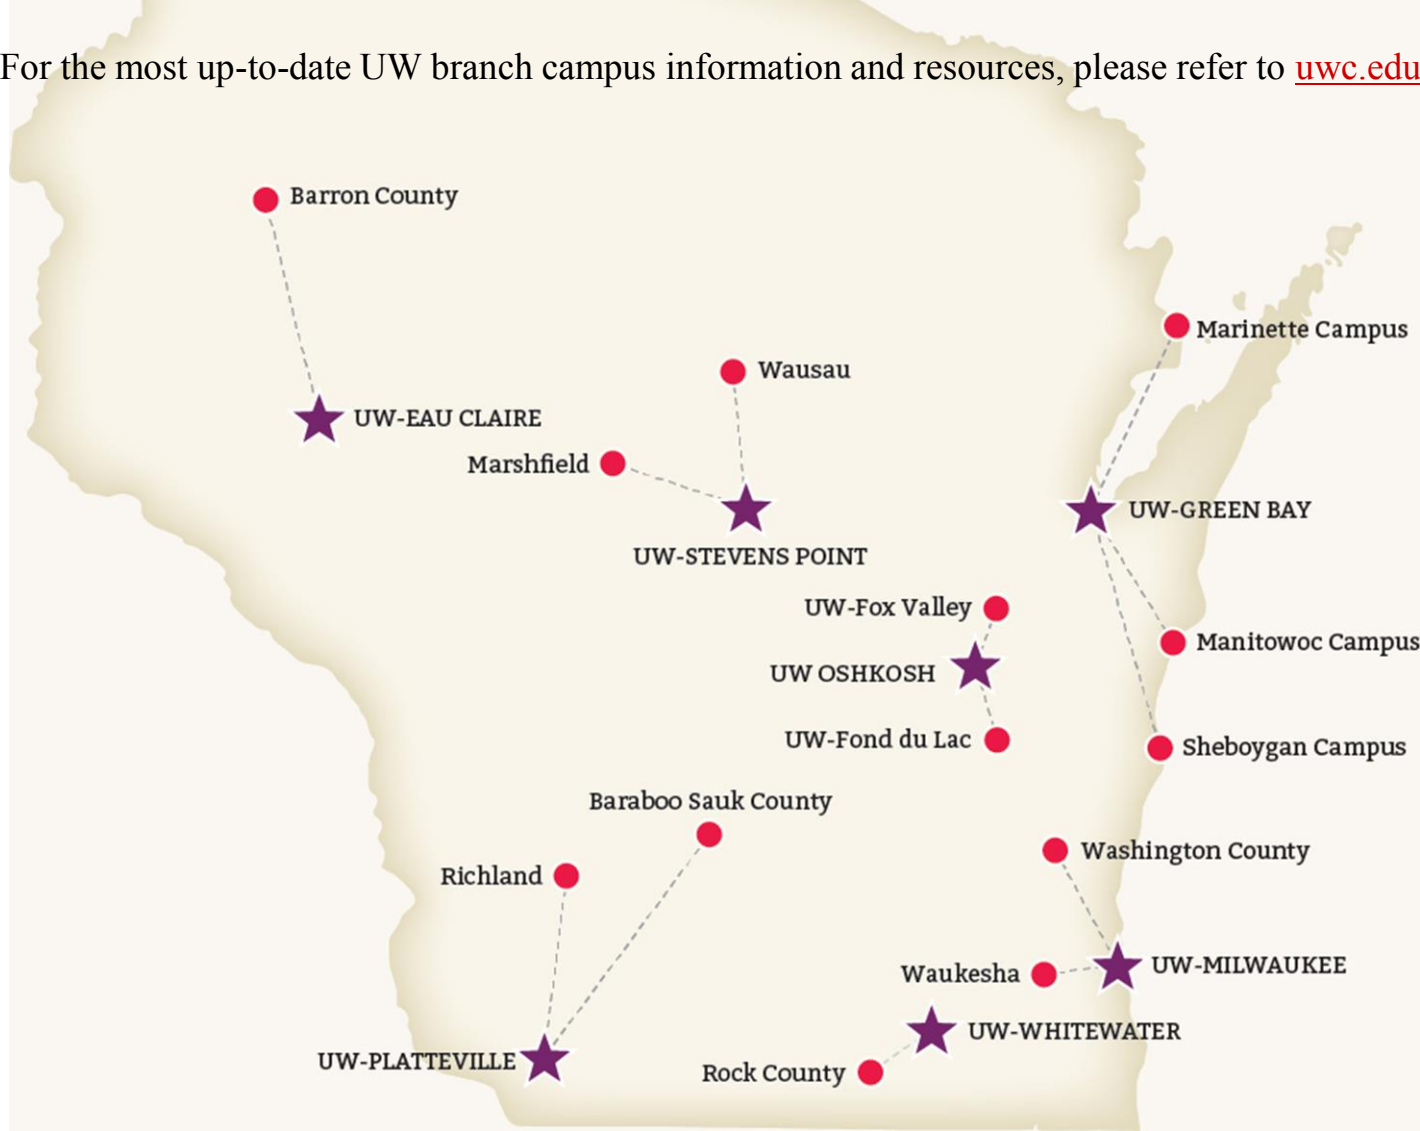 For the most up-to-date UW branch campus information and resources, please refer to uwc.edu
Barron County
Marinette Campus
Wausau
UW-EAU CLAIRE
Marshfield
UW-GREEN BAY
UW-STEVENS POINT
UW-Fox Valley
Manitowoc Campus
UW OSHKOSH
UW-Fond du Lac
Sheboygan Campus
Baraboo Sauk County
Washington County
Richland
UW-MILWAUKEE
Waukesha
UW-WHITEWATER
UW-PLATTEVILLE
Rock County